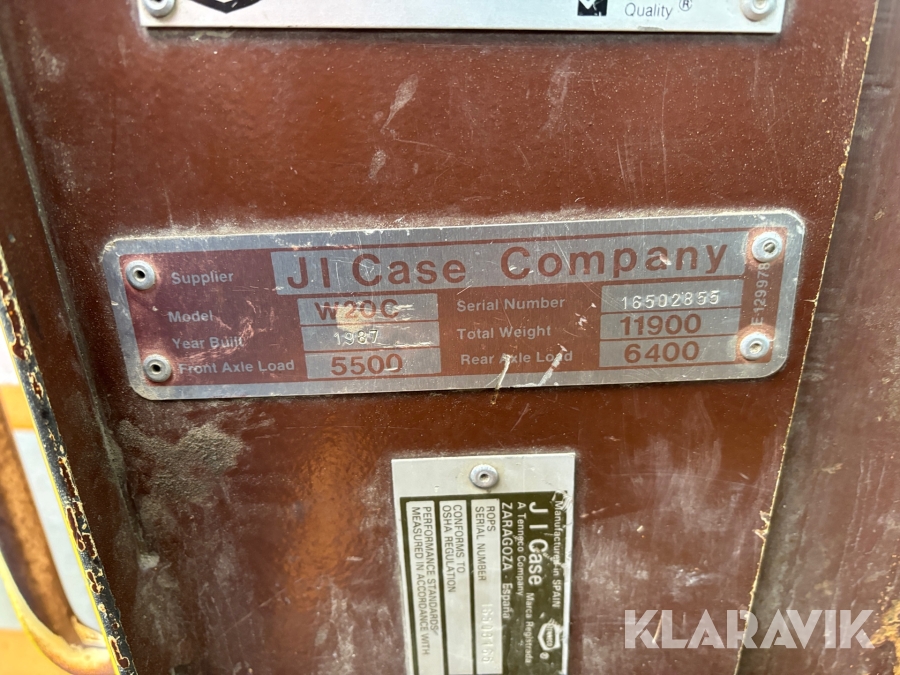 Quality ®
Supplier JI Case Company
Model W20C Serial Number 16502855
Year Built 1987 Total Weight 11900
Front Axle Load 5500 Rear Axle Load 6400
Manufactured in SPAIN
J I Case
A Tenneco Company Marca Registrada
ZARAGOZA - España
ROPS
SERIAL NUMBER
CONFORMS TO
OSHA REGULATION
PERFORMANCE STANDARDS
MEASURED IN ACCORDANCE WITH
KLARAVIK